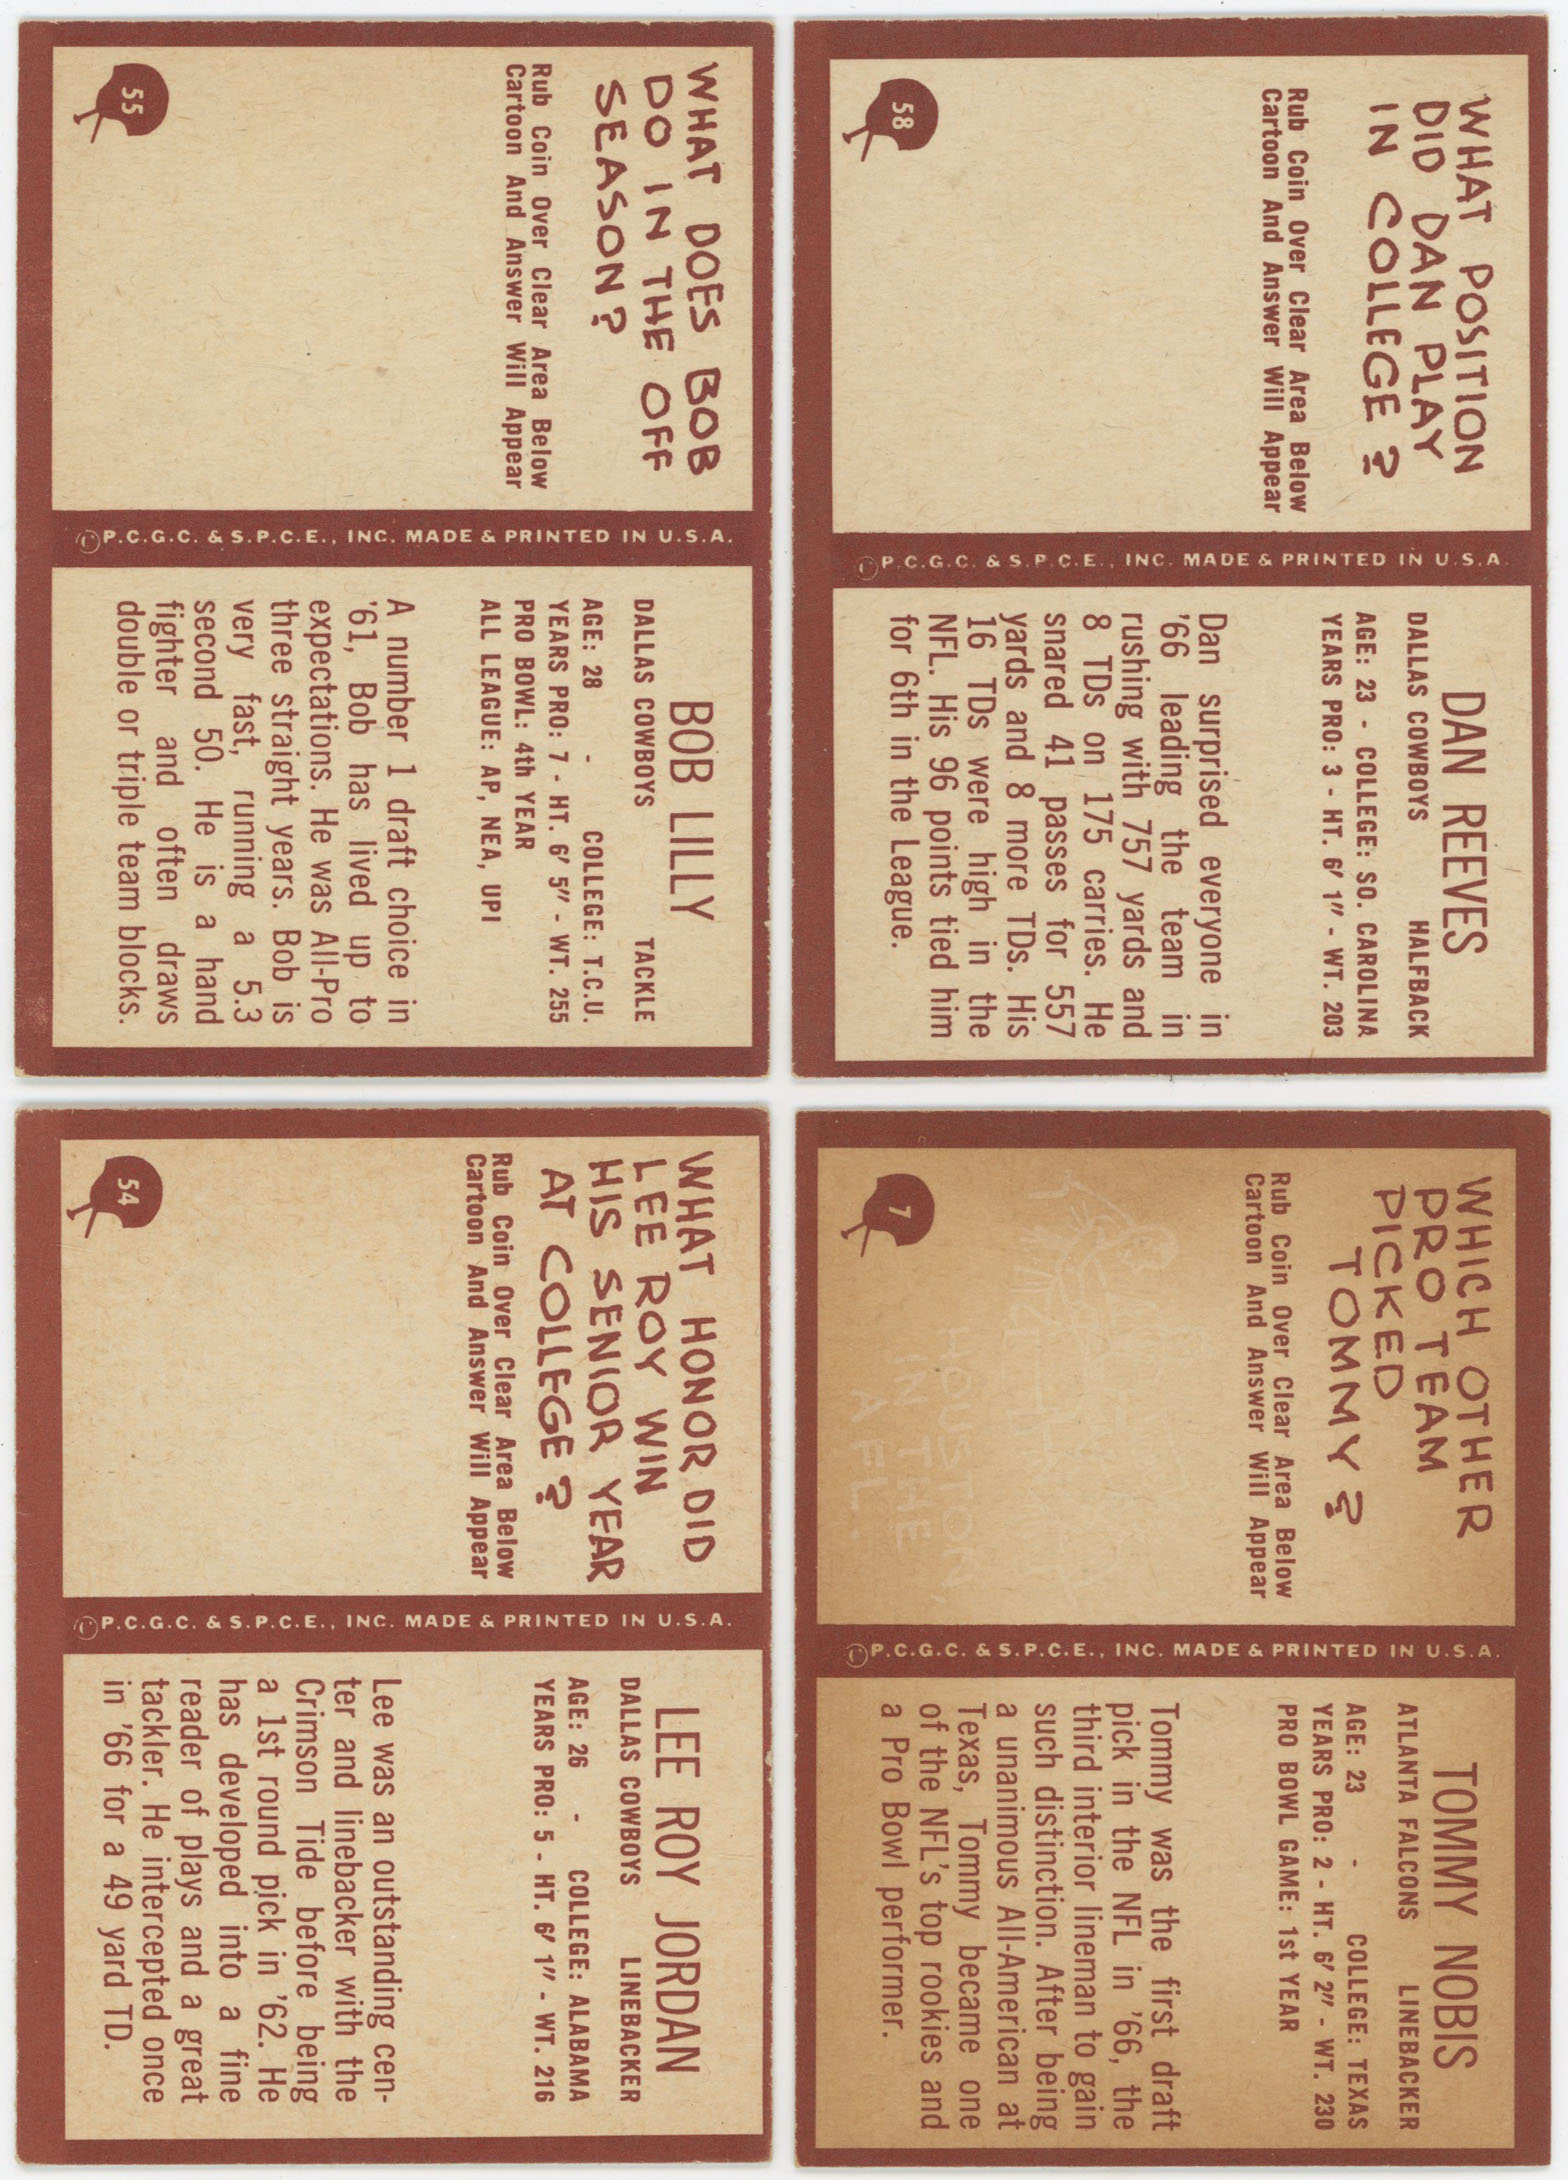 WHAT DOES BOB
DO IN THE OFF
SEASON?
Rub Coin Over Clear Area Below
Cartoon And Answer Will Appear
55
©P.C.G.C. & S.P.C.E., INC. MADE & PRINTED IN U.S.A.
BOB LILLY
DALLAS COWBOYS TACKLE
AGE: 28 - COLLEGE: T.C.U.
YEARS PRO: 7 - HT. 6' 5" - WT. 255
PRO BOWL: 4th YEAR
ALL LEAGUE: AP, NEA, UPI
A number 1 draft choice in
'61, Bob has lived up to
expectations. He was All-Pro
three straight years. Bob is
very fast, running a 5.3
second 50. He is a hand
fighter and often draws
double or triple team blocks.
WHAT POSITION
DID DAN PLAY
IN COLLEGE?
Rub Coin Over Clear Area Below
Cartoon And Answer Will Appear
58
©P.C.G.C. & S.P.C.E., INC. MADE & PRINTED IN U.S.A.
DAN REEVES
DALLAS COWBOYS HALFBACK
AGE: 23 - COLLEGE: SO. CAROLINA
YEARS PRO: 3 - HT. 6' 1" - WT. 203
Dan surprised everyone in
'66 leading the team in
rushing with 757 yards and
8 TDs on 175 carries. He
snared 41 passes for 557
yards and 8 more TDs. His
16 TDs were high in the
NFL. His 96 points tied him
for 6th in the League.
WHAT HONOR DID
LEE ROY WIN
HIS SENIOR YEAR
AT COLLEGE?
Rub Coin Over Clear Area Below
Cartoon And Answer Will Appear
54
©P.C.G.C. & S.P.C.E., INC. MADE & PRINTED IN U.S.A.
LEE ROY JORDAN
DALLAS COWBOYS LINEBACKER
AGE: 26 - COLLEGE: ALABAMA
YEARS PRO: 5 - HT. 6' 1" - WT. 216
Lee was an outstanding cen-
ter and linebacker with the
Crimson Tide before being
a 1st round pick in '62. He
has developed into a fine
reader of plays and a great
tackler. He intercepted once
in '66 for a 49 yard TD.
WHICH OTHER
PRO TEAM
PICKED
TOMMY?
Rub Coin Over Clear Area Below
Cartoon And Answer Will Appear
HOUSTON,
IN THE
AFL.
7
©P.C.G.C. & S.P.C.E., INC. MADE & PRINTED IN U.S.A.
TOMMY NOBIS
ATLANTA FALCONS LINEBACKER
AGE: 23 - COLLEGE: TEXAS
YEARS PRO: 2 - HT. 6' 2" - WT. 230
PRO BOWL GAME: 1st YEAR
Tommy was the first draft
pick in the NFL in '66, the
third interior lineman to gain
such distinction. After being
a unanimous All-American at
Texas, Tommy became one
of the NFL's top rookies and
a Pro Bowl performer.